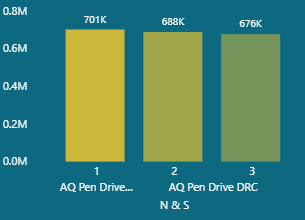 0.8M
701K
688K
676K
0.6M
0.4M
0.2M
0.0M
1
2
3
AQ Pen Drive...
AQ Pen Drive DRC
N & S